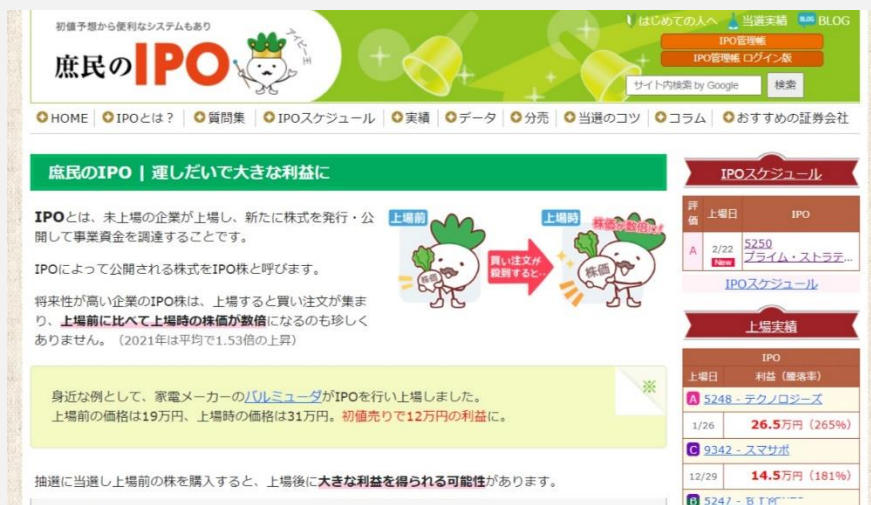 初値予想から便利なシステムもあり
庶民のIPO
アイピー王
はじめての人へ 当選実績 BLOG BLOG
IPO管理帳
IPO管理帳 ログイン版
サイト内検索 by Google 検索
HOME IPOとは? 質問集 IPOスケジュール 実績 データ 分売 当選のコツ コラム おすすめの証券会社
庶民のIPO | 運しだいで大きな利益に
IPOとは、未上場の企業が上場し、新たに株式を発行・公
開して事業資金を調達することです。
IPOによって公開される株式をIPO株と呼びます。
将来性が高い企業のIPO株は、上場すると買い注文が集ま
り、上場前に比べて上場時の株価が数倍になるのも珍しく
ありません。(2021年は平均で1.53倍の上昇)
上場前
株価
買い注文が
殺到すると…
上場時
株価が数倍に!
株価
身近な例として、家電メーカーのバルミューダがIPOを行い上場しました。
上場前の価格は19万円、上場時の価格は31万円。初値売りで12万円の利益に。
※
抽選に当選し上場前の株を購入すると、上場後に大きな利益を得られる可能性があります。
IPOスケジュール
評価 上場日 IPO
A 2/22 New 5250
プライム・ストラテ...
IPOスケジュール
上場実績
IPO
上場日 利益(騰落率)
A 5248 - テクノロジーズ
1/26 26.5万円(265%)
C 9342 - スマサポ
12/29 14.5万円(181%)
B 5247 -